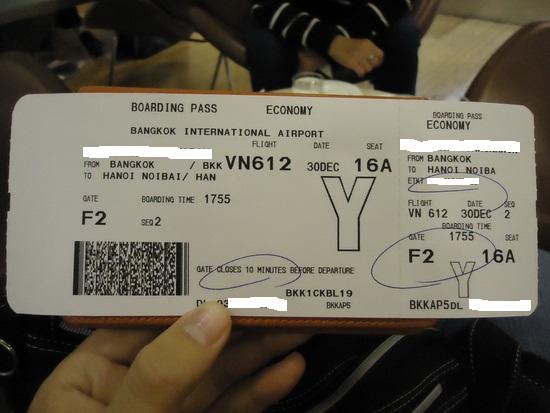 BOARDING PASS ECONOMY
BANGKOK INTERNATIONAL AIRPORT
FLIGHT DATE SEAT
FROM BANGKOK / BKK VN612 30DEC 16A
TO HANOI NOIBAI/ HAN
GATE BOARDING TIME 1755
F2 SEQ 2
Y
GATE CLOSES 10 MINUTES BEFORE DEPARTURE
BKK1CKBL19
BKKAP5
BOARDING PASS
ECONOMY
FROM BANGKOK
TO HANOI NOIBA
ETKT
FLIGHT DATE SEQ
VN 612 30DEC 2
BOARDING TIME
GATE 1755 SEAT
F2 16A
Y
BKKAP5DL